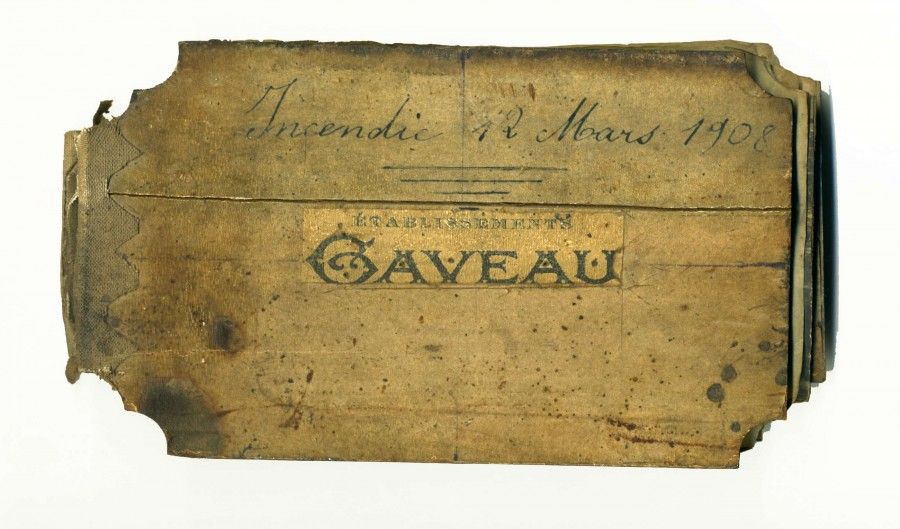 Incendie 12 Mars 1908
ÉTABLISSEMENTS
GAVEAU